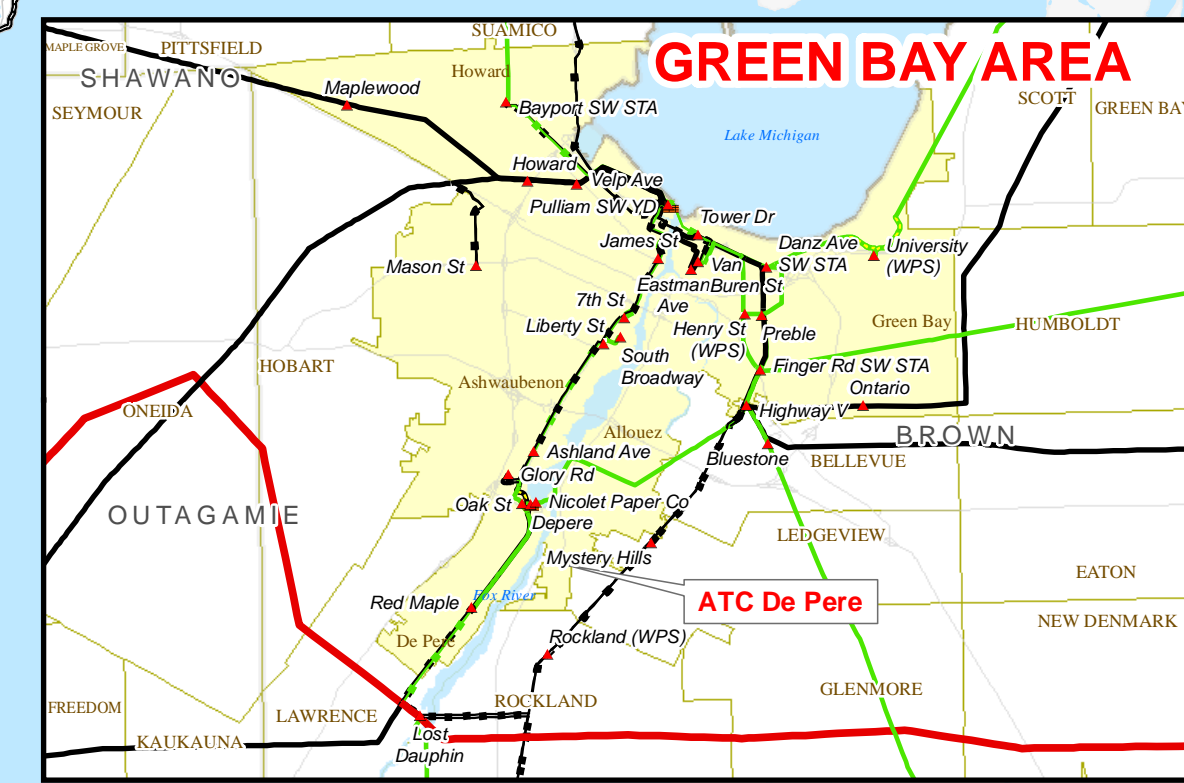 SUAMICO
MAPLE GROVE
PITTSFIELD
GREEN BAY AREA
SHAWANO
Howard
Maplewood
SCOTT
GREEN BAY
SEYMOUR
Bayport SW STA
Lake Michigan
Howard
Velp Ave
Pulliam SW YD
Tower Dr
James St
Danz Ave
SW STA
University
(WPS)
Mason St
Van
Buren St
Eastman
Ave
7th St
Liberty St
Henry St
(WPS)
Preble
Green Bay
HUMBOLDT
South
Broadway
HOBART
Finger Rd SW STA
Ashwaubenon
Ontario
ONEIDA
Highway V
Allouez
BROWN
Ashland Ave
Bluestone
BELLEVUE
Glory Rd
Oak St
Nicolet Paper Co
OUTAGAMIE
Depere
LEDGEVIEW
Mystery Hills
EATON
ATC De Pere
Red Maple
Fox River
NEW DENMARK
De Pere
Rockland (WPS)
GLENMORE
FREEDOM
LAWRENCE
ROCKLAND
KAUKAUNA
Lost
Dauphin